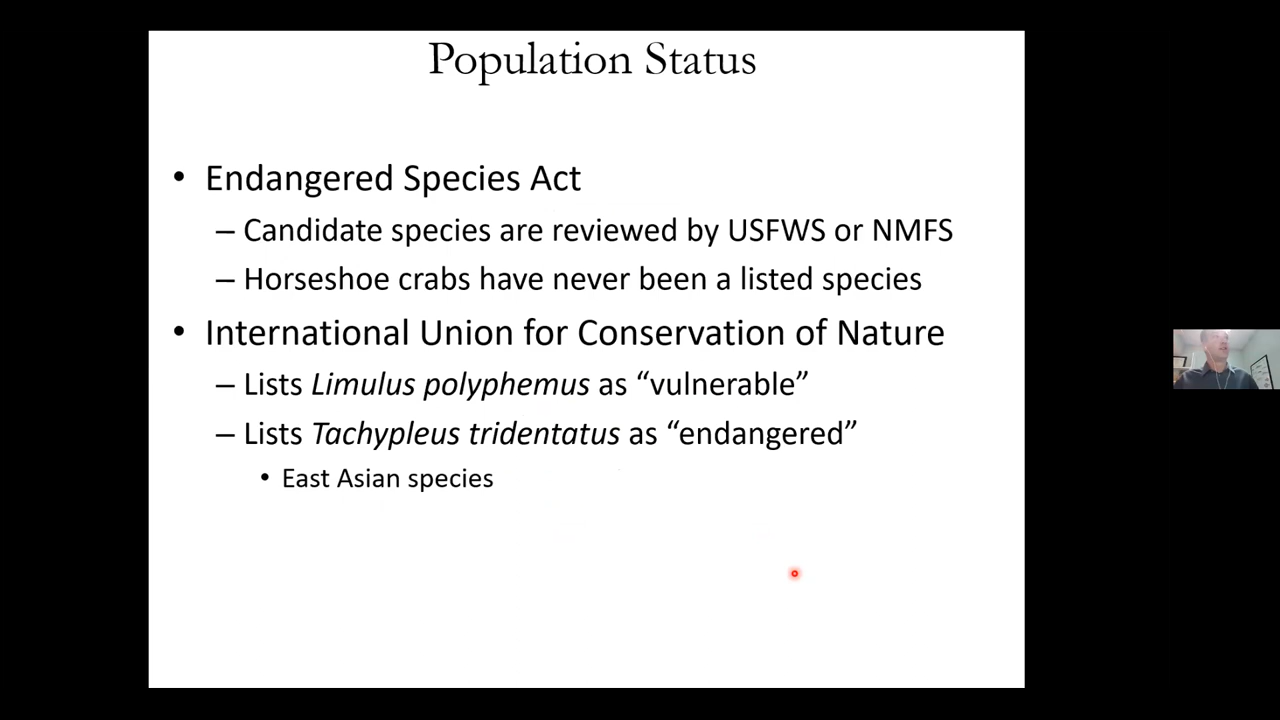 Population Status
• Endangered Species Act
– Candidate species are reviewed by USFWS or NMFS
– Horseshoe crabs have never been a listed species
• International Union for Conservation of Nature
– Lists Limulus polyphemus as “vulnerable”
– Lists Tachypleus tridentatus as “endangered”
• East Asian species